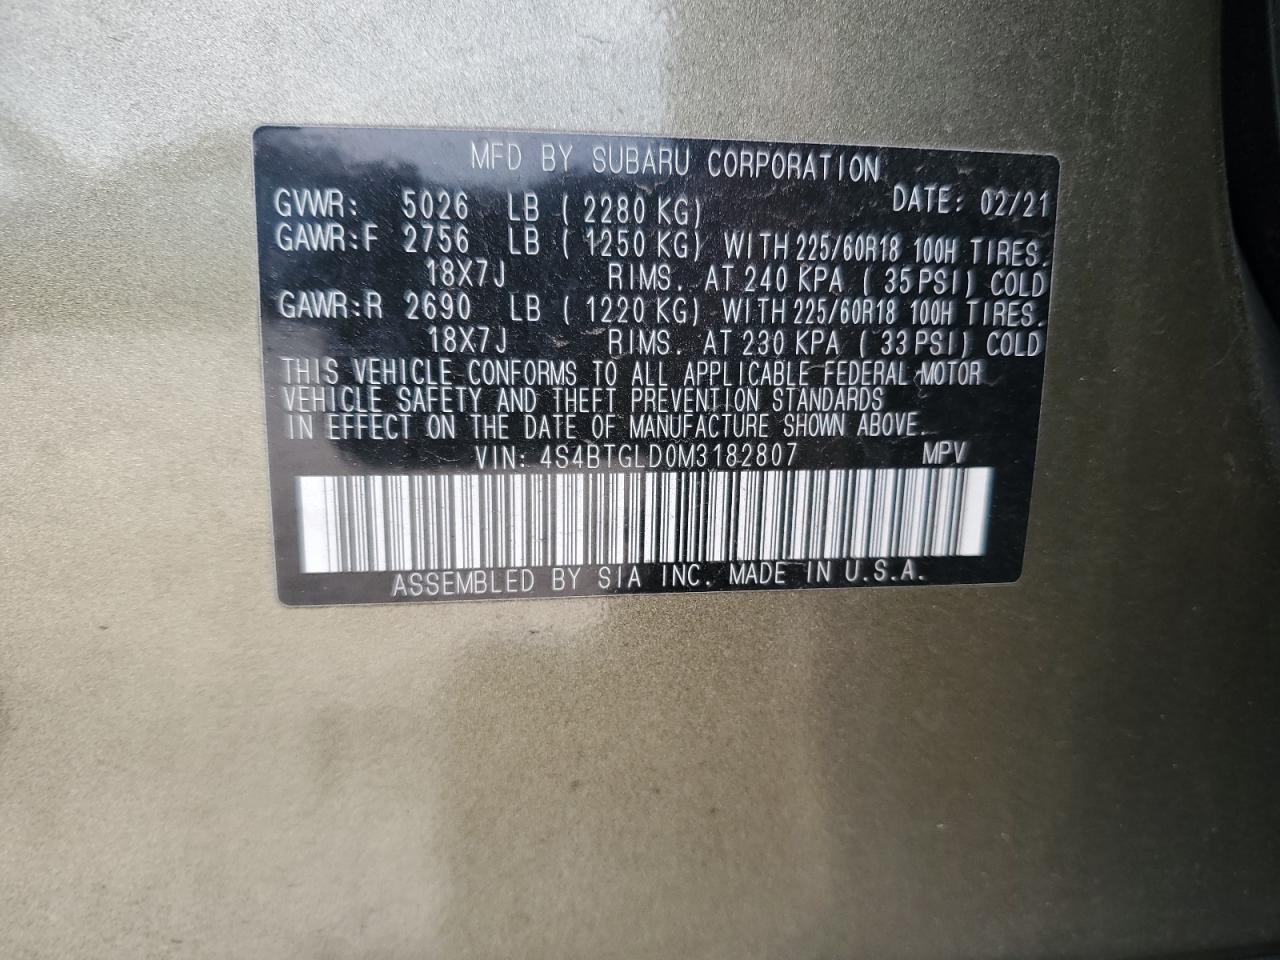 MFD BY SUBARU CORPORATION
GVWR: 5026 LB ( 2280 KG) DATE: 02/21
GAWR:F 2756 LB ( 1250 KG) WITH 225/60R18 100H TIRES.
18X7J RIMS. AT 240 KPA ( 35 PSI) COLD
GAWR:R 2690 LB ( 1220 KG) WITH 225/60R18 100H TIRES.
18X7J RIMS. AT 230 KPA ( 33 PSI) COLD
THIS VEHICLE CONFORMS TO ALL APPLICABLE FEDERAL MOTOR
VEHICLE SAFETY AND THEFT PREVENTION STANDARDS
IN EFFECT ON THE DATE OF MANUFACTURE SHOWN ABOVE.
VIN: 4S4BTGLD0M3182807 MPV
ASSEMBLED BY SIA INC. MADE IN U.S.A.